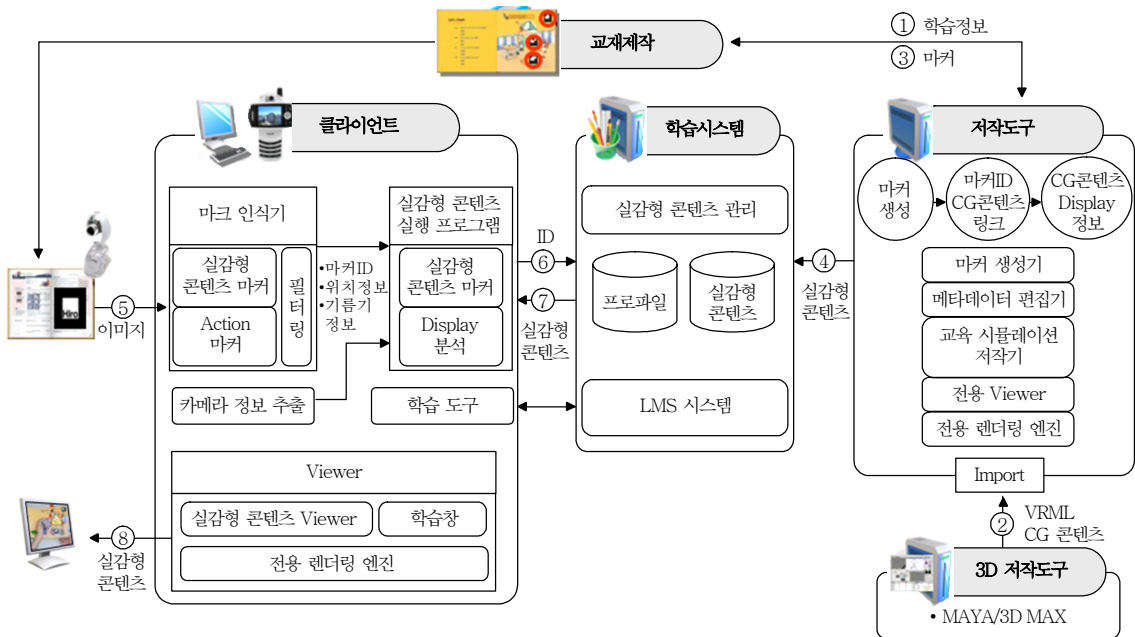 교재제작
① 학습정보
③ 마커
클라이언트
학습시스템
저작도구
마크 인식기
실감형
콘텐츠 마커
Action
마커
필터링
•마커ID
•위치정보
•기름기
정보
실감형 콘텐츠
실행 프로그램
실감형
콘텐츠 마커
Display
분석
카메라 정보 추출
학습 도구
Viewer
실감형 콘텐츠 Viewer
학습창
전용 렌더링 엔진
Hiro
⑤
이미지
⑧
실감형
콘텐츠
ID
⑥
⑦
실감형
콘텐츠
실감형 콘텐츠 관리
프로파일
실감형
콘텐츠
LMS 시스템
④
실감형
콘텐츠
마커
생성
마커ID
CG콘텐츠
링크
CG콘텐츠
Display
정보
마커 생성기
메타데이터 편집기
교육 시뮬레이션
저작기
전용 Viewer
전용 렌더링 엔진
Import
②
VRML
CG 콘텐츠
3D 저작도구
• MAYA/3D MAX